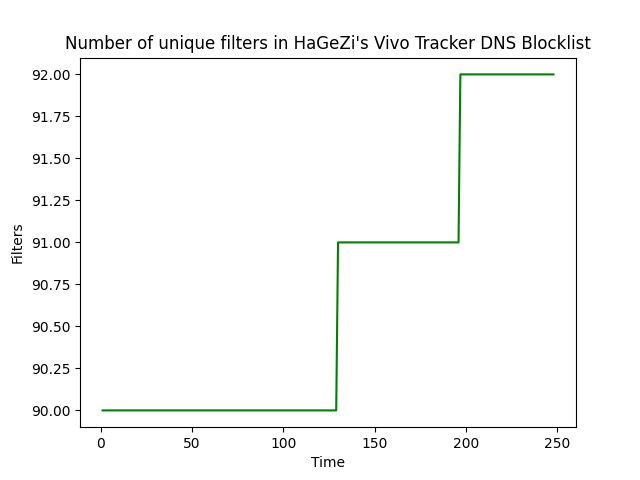 Number of unique filters in HaGeZi's Vivo Tracker DNS Blocklist
92.00
91.75
91.50
91.25
91.00
90.75
90.50
90.25
90.00
Filters
0 50 100 150 200 250
Time